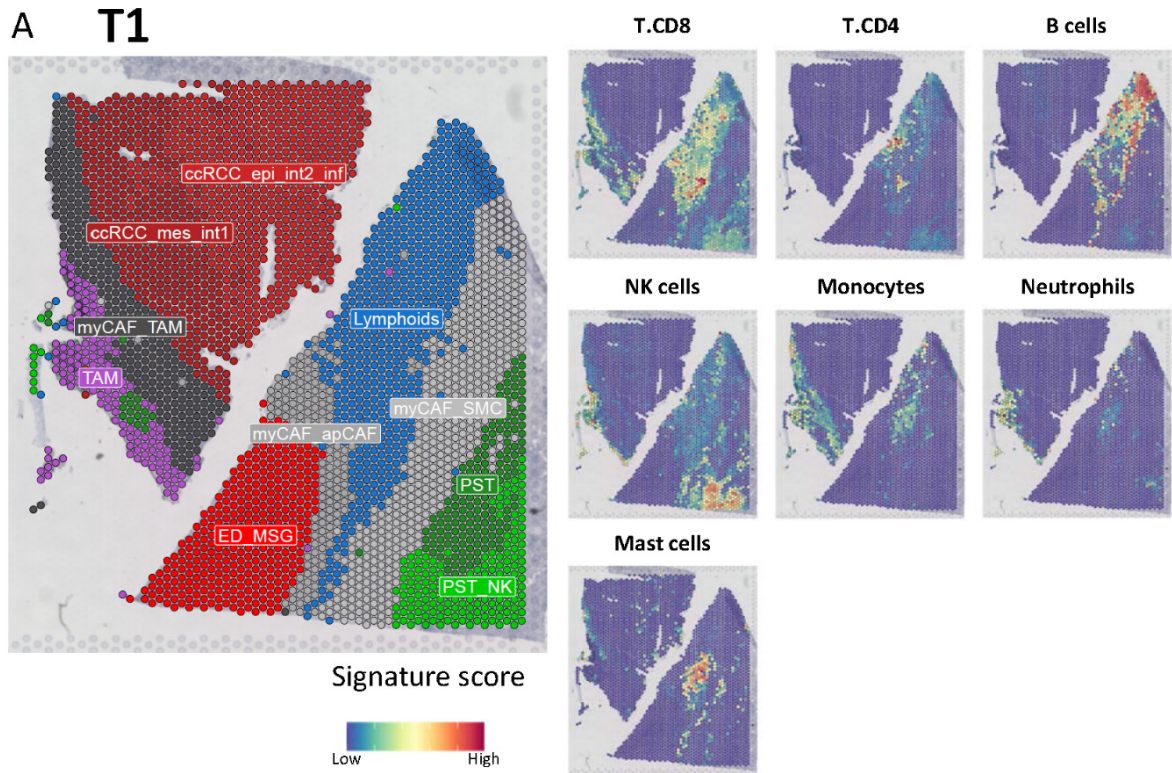 A
T1
ccRCC_epi_int2_inf
ccRCC_mes_int1
myCAF_TAM
TAM
Lymphoids
myCAF_SMC
myCAF_apCAF
PST
ED_MSG
PST_NK
Signature score
Low
High
T.CD8
T.CD4
B cells
NK cells
Monocytes
Neutrophils
Mast cells